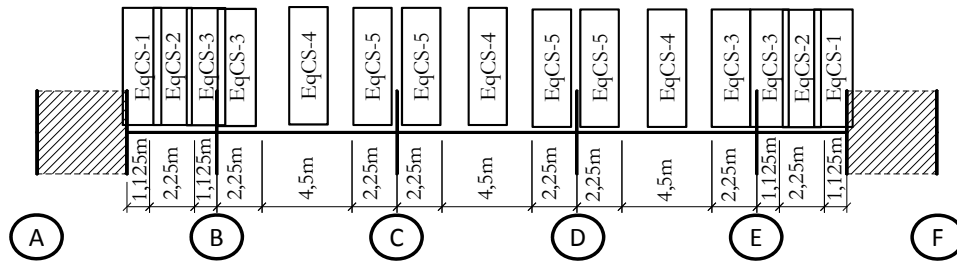 EqCS-1
EqCS-2
EqCS-3
EqCS-3
EqCS-4
EqCS-5
EqCS-5
EqCS-4
EqCS-5
EqCS-5
EqCS-4
EqCS-3
EqCS-3
EqCS-2
EqCS-1
1,125m
2,25m
1,125m
2,25m
4,5m
2,25m
2,25m
4,5m
2,25m
2,25m
4,5m
2,25m
1,125m
2,25m
1,125m
A
B
C
D
E
F